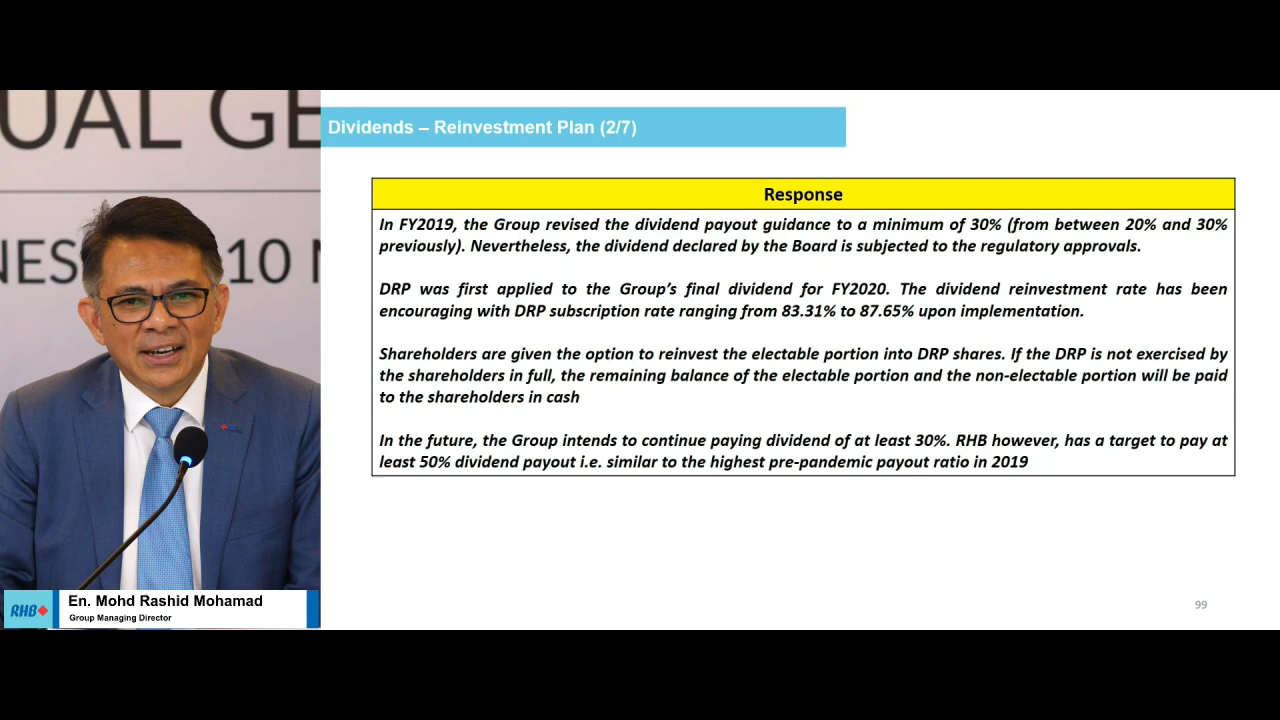 UAL GE
NES
10
Dividends – Reinvestment Plan (2/7)
Response
In FY2019, the Group revised the dividend payout guidance to a minimum of 30% (from between 20% and 30%
previously). Nevertheless, the dividend declared by the Board is subjected to the regulatory approvals.
DRP was first applied to the Group's final dividend for FY2020. The dividend reinvestment rate has been
encouraging with DRP subscription rate ranging from 83.31% to 87.65% upon implementation.
Shareholders are given the option to reinvest the electable portion into DRP shares. If the DRP is not exercised by
the shareholders in full, the remaining balance of the electable portion and the non-electable portion will be paid
to the shareholders in cash
In the future, the Group intends to continue paying dividend of at least 30%. RHB however, has a target to pay at
least 50% dividend payout i.e. similar to the highest pre-pandemic payout ratio in 2019
RHB
En. Mohd Rashid Mohamad
Group Managing Director
99